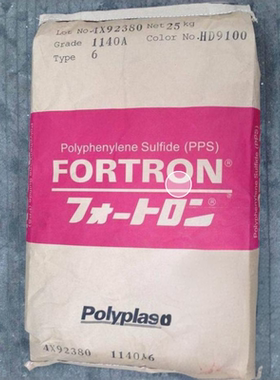 Lot No. 4X92380 Net 25 kg
Grade 1140A Color No. HD9100
Type 6
Polyphenylene Sulfide (PPS)
FORTRON®
フォートロン®
Polyplastic
4X92380 1140A6